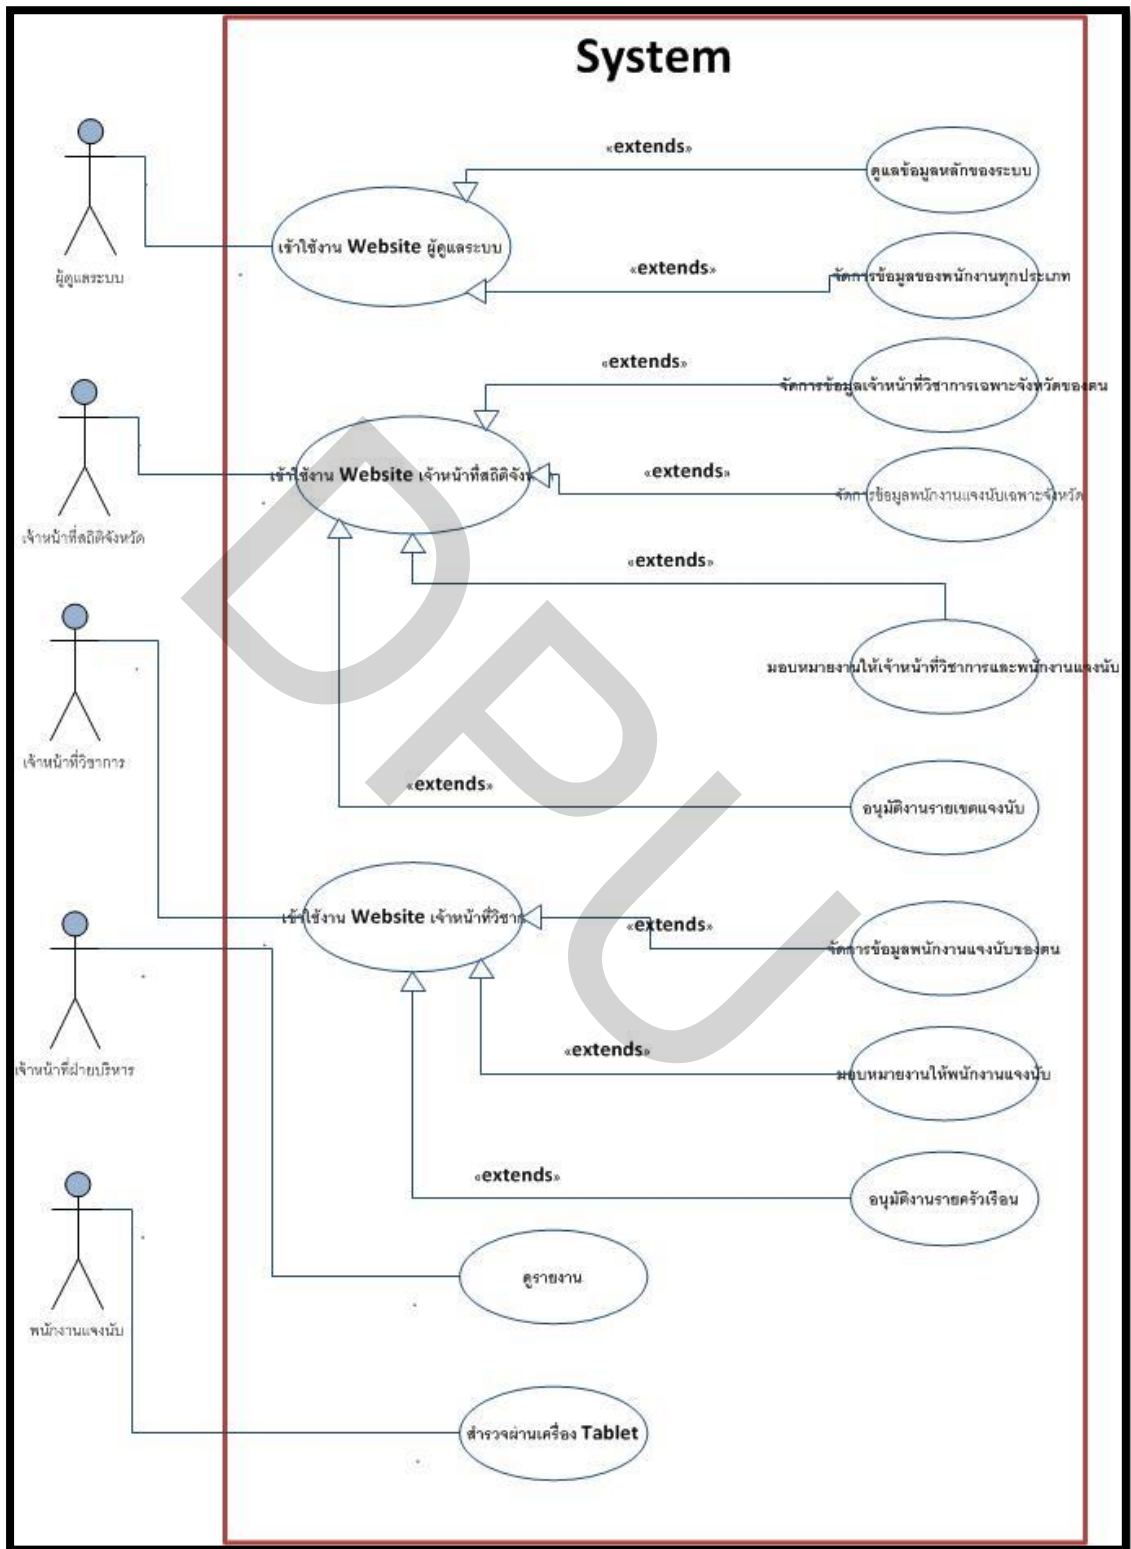 System
«extends»
ดูแลข้อมูลหลักของระบบ
เข้าใช้งาน Website ผู้ดูแลระบบ
ผู้ดูแลระบบ
«extends»
จัดการข้อมูลของพนักงานทุกประเภท
«extends»
จัดการข้อมูลเจ้าหน้าที่วิชาการเฉพาะจังหวัดของตน
เข้าใช้งาน Website เจ้าหน้าที่สถิติจัง
«extends»
จัดการข้อมูลพนักงานแจงนับเฉพาะจังหวัด
เจ้าหน้าที่สถิติจังหวัด
«extends»
มอบหมายงานให้เจ้าหน้าที่วิชาการและพนักงานแจงนับ
เจ้าหน้าที่วิชาการ
«extends»
อนุมัติงานรายเขตแจงนับ
เข้าใช้งาน Website เจ้าหน้าที่วิชาก
«extends»
จัดการข้อมูลพนักงานแจงนับของตน
«extends»
มอบหมายงานให้พนักงานแจงนับ
เจ้าหน้าที่ฝ่ายบริหาร
«extends»
อนุมัติงานรายครัวเรือน
ดูรายงาน
พนักงานแจงนับ
สำรวจผ่านเครื่อง Tablet
DPU